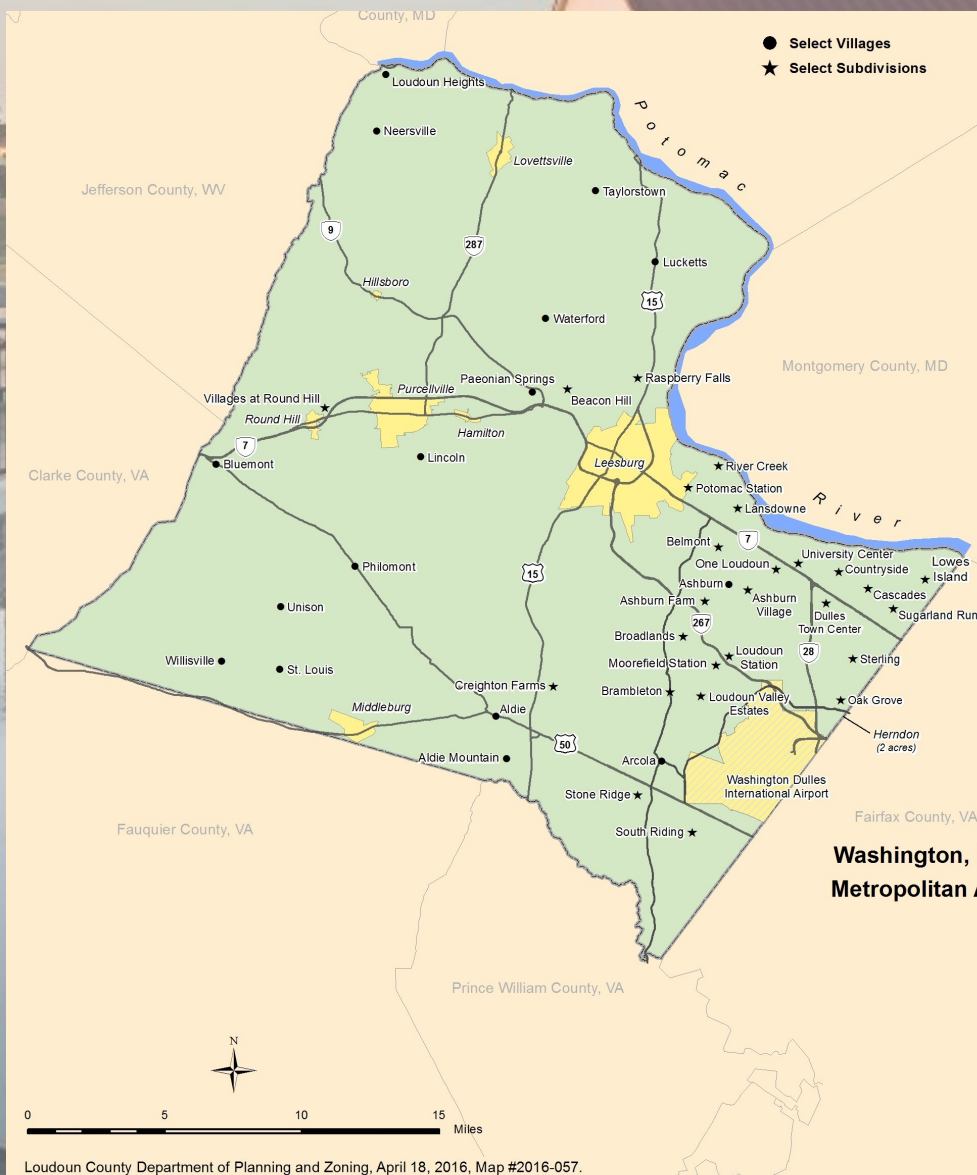 County, MD
Select Villages
Select Subdivisions
Loudoun Heights
Neersville
Lovettsville
Potomac
Jefferson County, WV
Taylorstown
9
287
Lucketts
Hillsboro
15
Waterford
Montgomery County, MD
Paeonian Springs
Raspberry Falls
Purcellville
Villages at Round Hill
Beacon Hill
Round Hill
Hamilton
7
Bluemont
Lincoln
Leesburg
River Creek
Clarke County, VA
Potomac Station
River
Lansdowne
7
Belmont
University Center
One Loudoun
Countryside
Lowes
Island
Philomont
15
Ashburn
Cascades
Ashburn Farm
Ashburn
Village
Unison
Dulles
Town Center
Sugarland Run
267
Broadlands
28
Loudoun
Station
Willisville
St. Louis
Moorefield Station
Sterling
Creighton Farms
Brambleton
Loudoun Valley
Estates
Oak Grove
Middleburg
Aldie
Herndon
(2 acres)
50
Aldie Mountain
Arcola
Washington Dulles
International Airport
Stone Ridge
Fauquier County, VA
South Riding
Fairfax County, VA
Washington,
Metropolitan
Prince William County, VA
N
0 5 10 15
Miles
Loudoun County Department of Planning and Zoning, April 18, 2016, Map #2016-057.